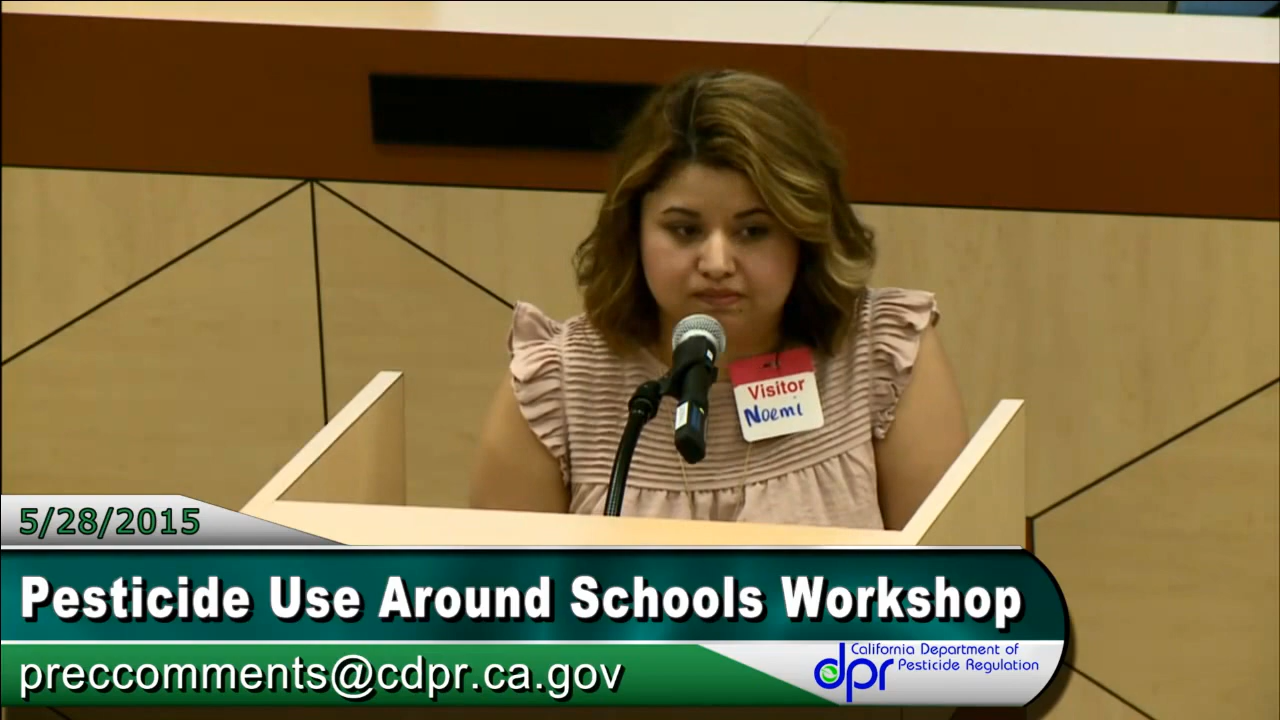 Visitor
Noemi
5/28/2015
Pesticide Use Around Schools Workshop
preccomments@cdpr.ca.gov
dpr California Department of
Pesticide Regulation